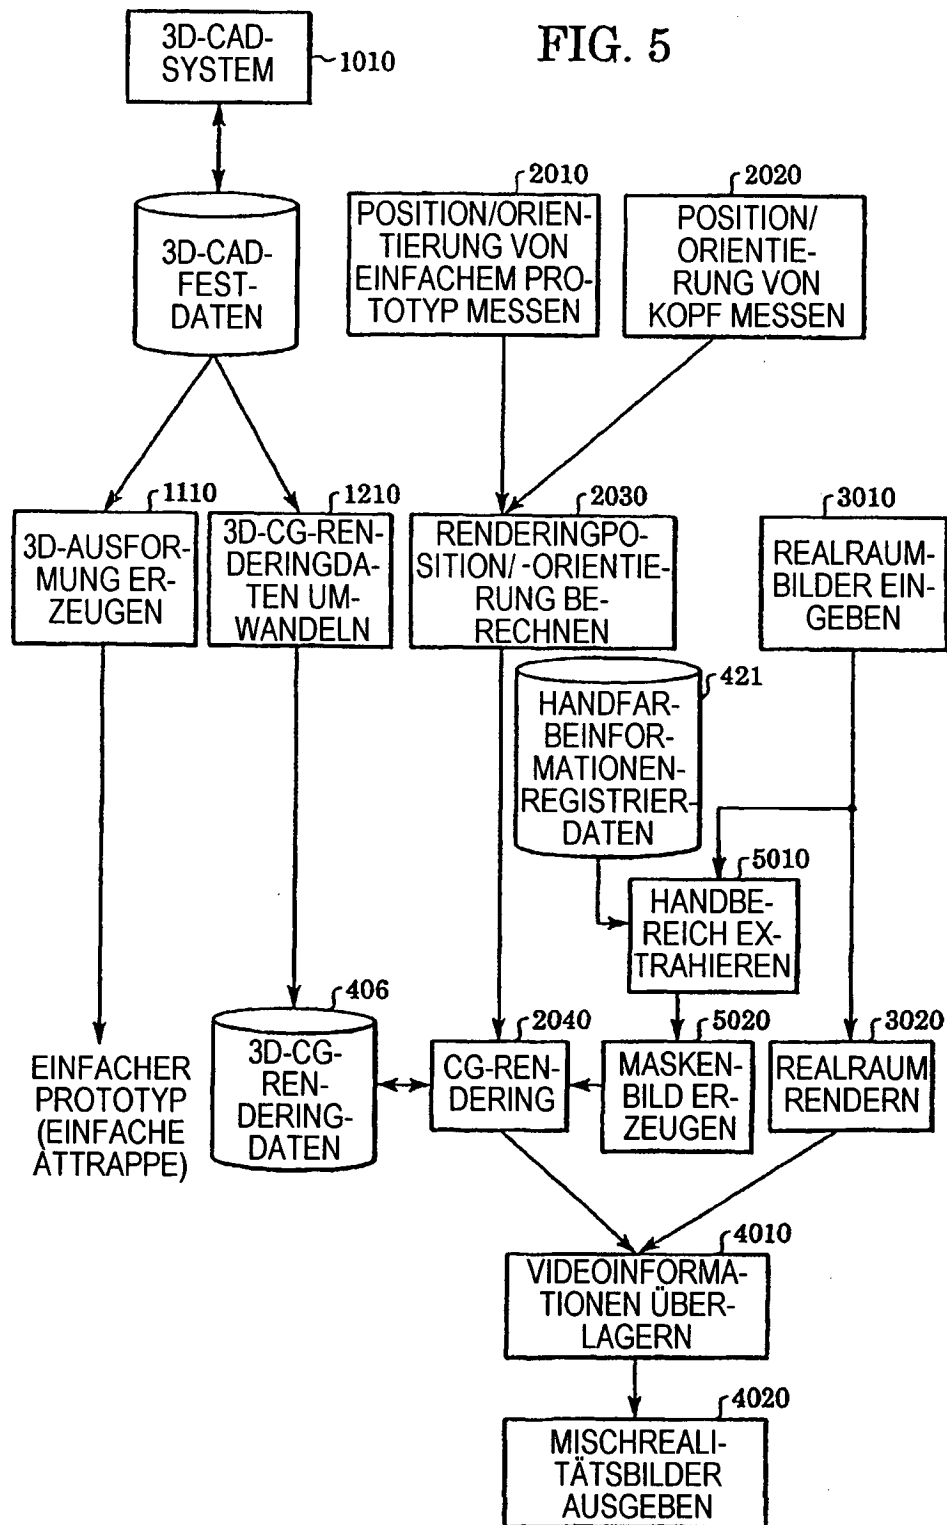 FIG. 5
3D-CAD-
SYSTEM
1010
3D-CAD-
FEST-
DATEN
2010
POSITION/ORIEN-
TIERUNG VON
EINFACHEM PRO-
TOTYP MESSEN
2020
POSITION/
ORIENTIE-
RUNG VON
KOPF MESSEN
1110
3D-AUSFOR-
MUNG ER-
ZEUGEN
1210
3D-CG-REN-
DERINGDA-
TEN UM-
WANDELN
2030
RENDERINGPO-
SITION/-ORIENTIE-
RUNG BE-
RECHNEN
3010
REALRAUM-
BILDER EIN-
GEBEN
421
HANDFAR-
BEINFOR-
MATIONEN-
REGISTRIER-
DATEN
5010
HANDBE-
REICH EX-
TRAHIEREN
EINFACHER
PROTOTYP
(EINFACHE
ATTRAPPE)
406
3D-CG-
REN-
DERING-
DATEN
2040
CG-REN-
DERING
5020
MASKEN-
BILD ER-
ZEUGEN
3020
REALRAUM
RENDERN
4010
VIDEOINFORMA-
TIONEN ÜBER-
LAGERN
4020
MISCHREALI-
TÄTSBILDER
AUSGEBEN